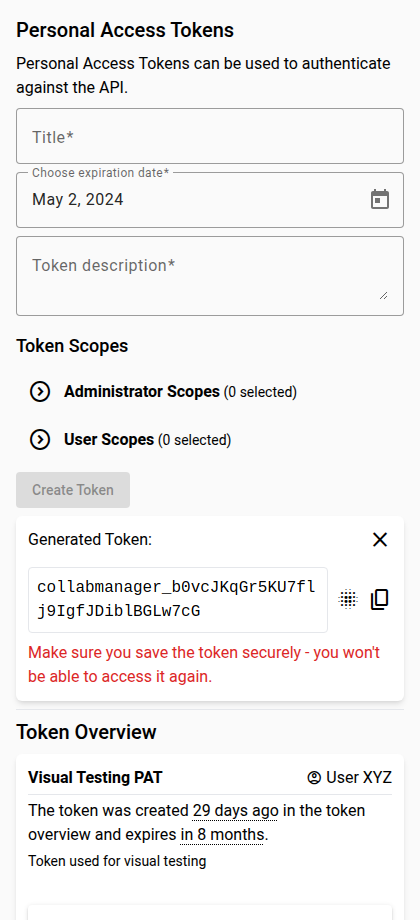 Personal Access Tokens
Personal Access Tokens can be used to authenticate
against the API.
Title*
Choose expiration date*
May 2, 2024
Token description*
Token Scopes
Administrator Scopes (0 selected)
User Scopes (0 selected)
Create Token
Generated Token:
collabmanager_b0vcJKqGr5KU7fl
j9IgfJDiblBGLw7cG
Make sure you save the token securely - you won't
be able to access it again.
Token Overview
Visual Testing PAT User XYZ
The token was created 29 days ago in the token
overview and expires in 8 months.
Token used for visual testing